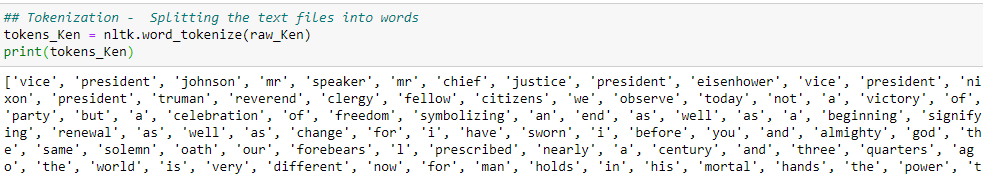 ## Tokenization -  Splitting the text files into words
tokens_Ken = nltk.word_tokenize(raw_Ken)
print(tokens_Ken)
['vice', 'president', 'johnson', 'mr', 'speaker', 'mr', 'chief', 'justice', 'president', 'eisenhower', 'vice', 'president', 'ni
xon', 'president', 'truman', 'reverend', 'clergy', 'fellow', 'citizens', 'we', 'observe', 'today', 'not', 'a', 'victory', 'of',
'party', 'but', 'a', 'celebration', 'of', 'freedom', 'symbolizing', 'an', 'end', 'as', 'well', 'as', 'a', 'beginning', 'signify
ing', 'renewal', 'as', 'well', 'as', 'change', 'for', 'i', 'have', 'sworn', 'i', 'before', 'you', 'and', 'almighty', 'god', 'th
e', 'same', 'solemn', 'oath', 'our', 'forebears', 'l', 'prescribed', 'nearly', 'a', 'century', 'and', 'three', 'quarters', 'ag
o', 'the', 'world', 'is', 'very', 'different', 'now', 'for', 'man', 'holds', 'in', 'his', 'mortal', 'hands', 'the', 'power', 't